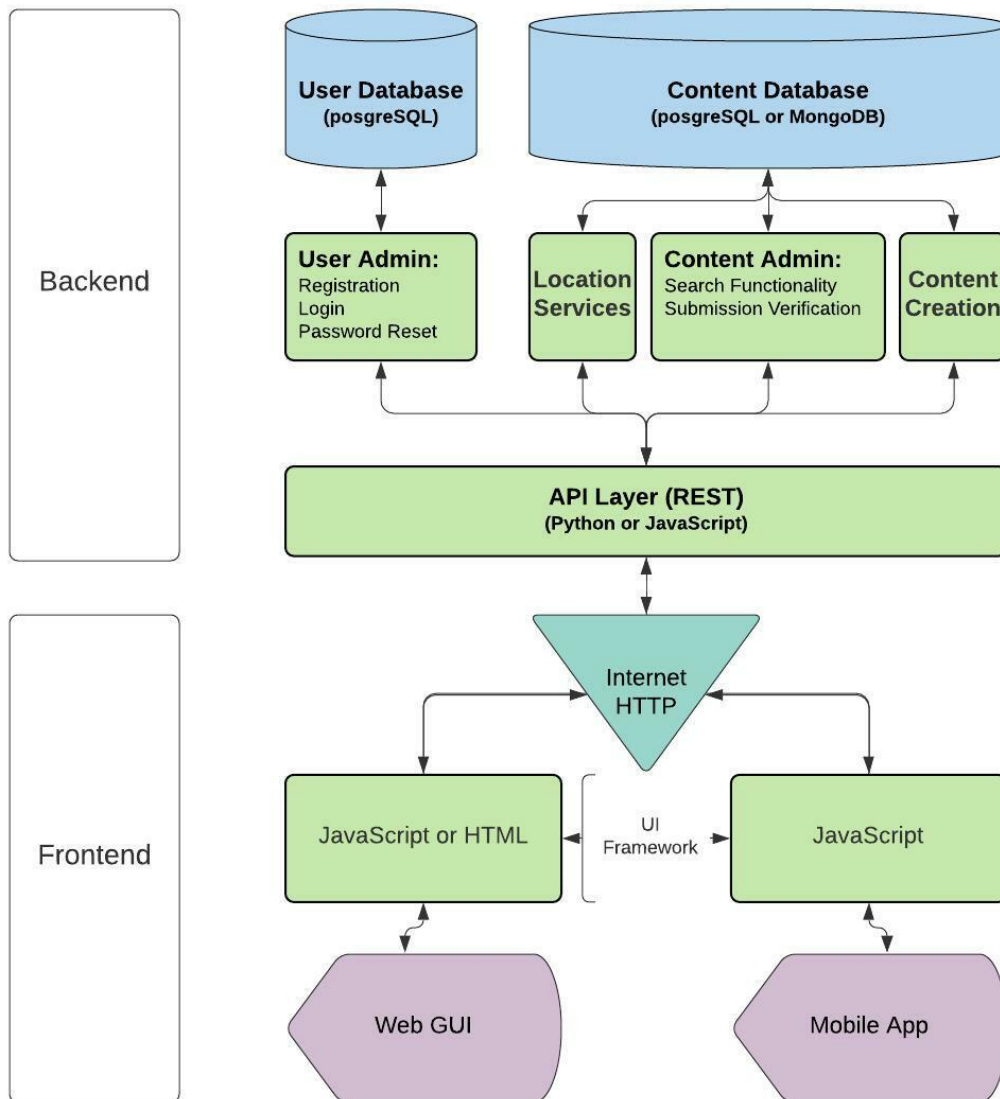 Backend
User Database
(posgreSQL)
Content Database
(posgreSQL or MongoDB)
User Admin:
Registration
Login
Password Reset
Location
Services
Content Admin:
Search Functionality
Submission Verification
Content
Creation
API Layer (REST)
(Python or JavaScript)
Frontend
Internet
HTTP
JavaScript or HTML
UI
Framework
JavaScript
Web GUI
Mobile App